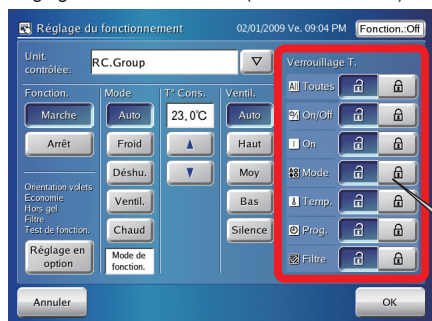 Réglage du fonctionnement
02/01/2009 Ve. 09:04 PM
Fonction.:Off
Unit. contrôlée:
RC.Group
Fonction.
Marche
Arrêt
Orientation volets
Economie
Hors gel
Filtre
Test de fonction.
Réglage en
option
Mode
Auto
Froid
Déshu.
Ventil.
Chaud
Mode de
fonction.
T° Cons.
23,0°C
Ventil.
Auto
Haut
Moy
Bas
Silence
Verrouillage T.
All Toutes
On/Off
On
Mode
Temp.
Prog.
Filtre
Annuler
OK